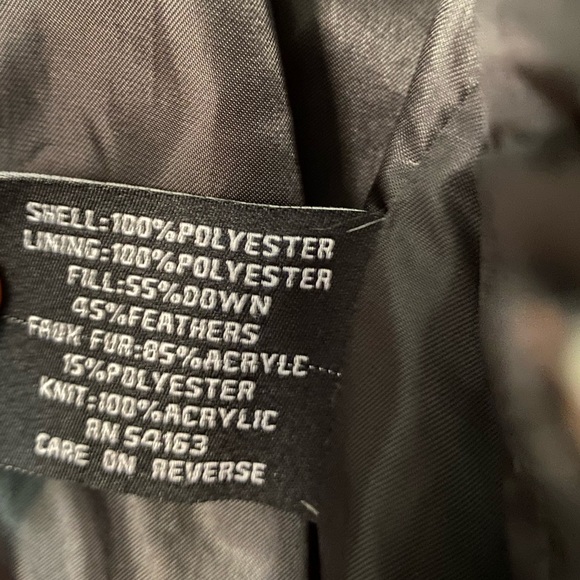 SHELL:100%POLYESTER
LINING:100%POLYESTER
FILL:55%DOWN
45%FEATHERS
FAUX FUR:85%ACRYLC
15%POLYESTER
KNIT:100%ACRYLIC
RN 54163
CARE ON REVERSE